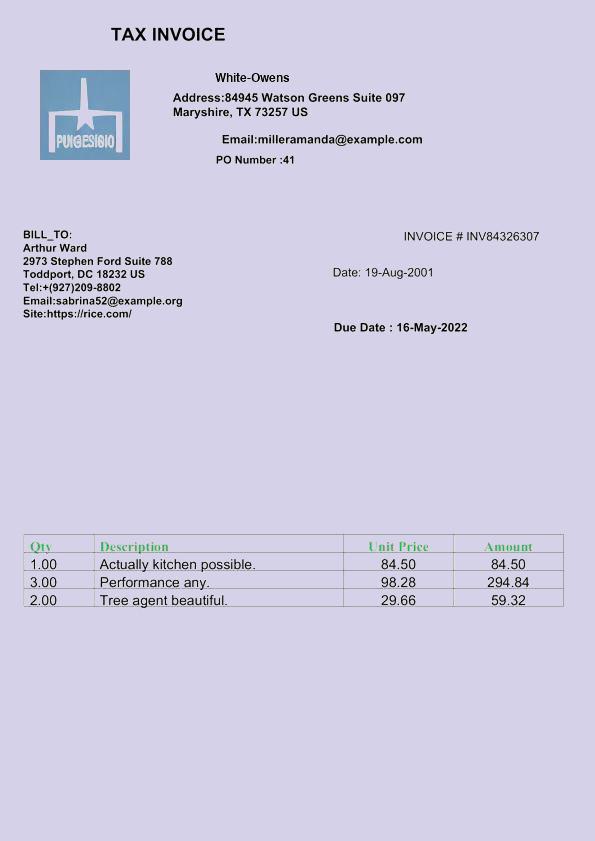 TAX INVOICE
White-Owens
Address:84945 Watson Greens Suite 097
Maryshire, TX 73257 US
Email:milleramanda@example.com
PO Number :41
PUIGESIGIO
BILL_TO:
Arthur Ward
2973 Stephen Ford Suite 788
Toddport, DC 18232 US
Tel:+(927)209-8802
Email:sabrina52@example.org
Site:https://rice.com/
INVOICE # INV84326307
Date: 19-Aug-2001
Due Date : 16-May-2022
Qty Description Unit Price Amount
1.00 Actually kitchen possible. 84.50 84.50
3.00 Performance any. 98.28 294.84
2.00 Tree agent beautiful. 29.66 59.32